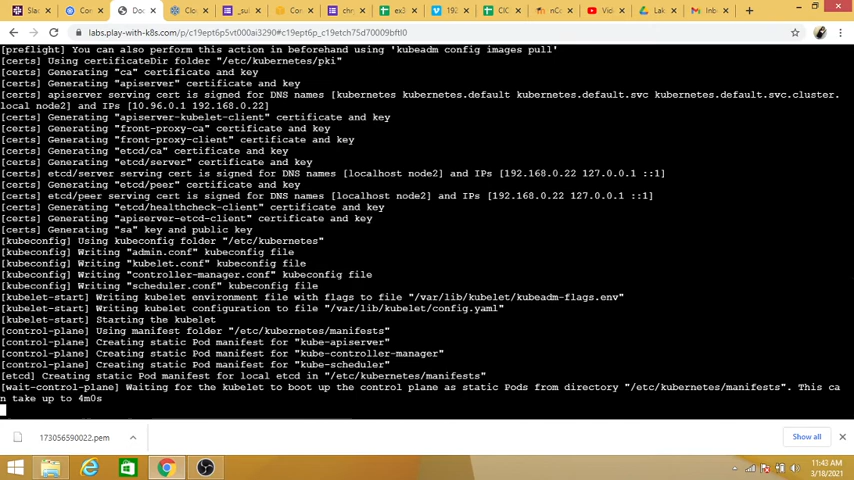 Slac
Cor
Doc
Clo
_sul
Cor
chr
ex3
192
CIC
nCo
Vid
Lak
Inb
labs.play-with-k8s.com/p/c19ept5vt000ai3290#c19ept5v_c19etch75d70009bftl0
[preflight] You can also perform this action in beforehand using 'kubeadm config images pull'
[certs] Using certificateDir folder "/etc/kubernetes/pki"
[certs] Generating "ca" certificate and key
[certs] Generating "apiserver" certificate and key
[certs] apiserver serving cert is signed for DNS names [kubernetes kubernetes.default kubernetes.default.svc kubernetes.default.svc.cluster.
local node2] and IPs [10.96.0.1 192.168.0.22]
[certs] Generating "apiserver-kubelet-client" certificate and key
[certs] Generating "front-proxy-ca" certificate and key
[certs] Generating "front-proxy-client" certificate and key
[certs] Generating "etcd/ca" certificate and key
[certs] Generating "etcd/server" certificate and key
[certs] etcd/server serving cert is signed for DNS names [localhost node2] and IPs [192.168.0.22 127.0.0.1 ::1]
[certs] Generating "etcd/peer" certificate and key
[certs] etcd/peer serving cert is signed for DNS names [localhost node2] and IPs [192.168.0.22 127.0.0.1 ::1]
[certs] Generating "etcd/healthcheck-client" certificate and key
[certs] Generating "apiserver-etcd-client" certificate and key
[certs] Generating "sa" key and public key
[kubeconfig] Using kubeconfig folder "/etc/kubernetes"
[kubeconfig] Writing "admin.conf" kubeconfig file
[kubeconfig] Writing "kubelet.conf" kubeconfig file
[kubeconfig] Writing "controller-manager.conf" kubeconfig file
[kubeconfig] Writing "scheduler.conf" kubeconfig file
[kubelet-start] Writing kubelet environment file with flags to file "/var/lib/kubelet/kubeadm-flags.env"
[kubelet-start] Writing kubelet configuration to file "/var/lib/kubelet/config.yaml"
[kubelet-start] Starting the kubelet
[control-plane] Using manifest folder "/etc/kubernetes/manifests"
[control-plane] Creating static Pod manifest for "kube-apiserver"
[control-plane] Creating static Pod manifest for "kube-controller-manager"
[control-plane] Creating static Pod manifest for "kube-scheduler"
[etcd] Creating static Pod manifest for local etcd in "/etc/kubernetes/manifests"
[wait-control-plane] Waiting for the kubelet to boot up the control plane as static Pods from directory "/etc/kubernetes/manifests". This ca
n take up to 4m0s
173056590022.pem
Show all
11:43 AM
3/18/2021